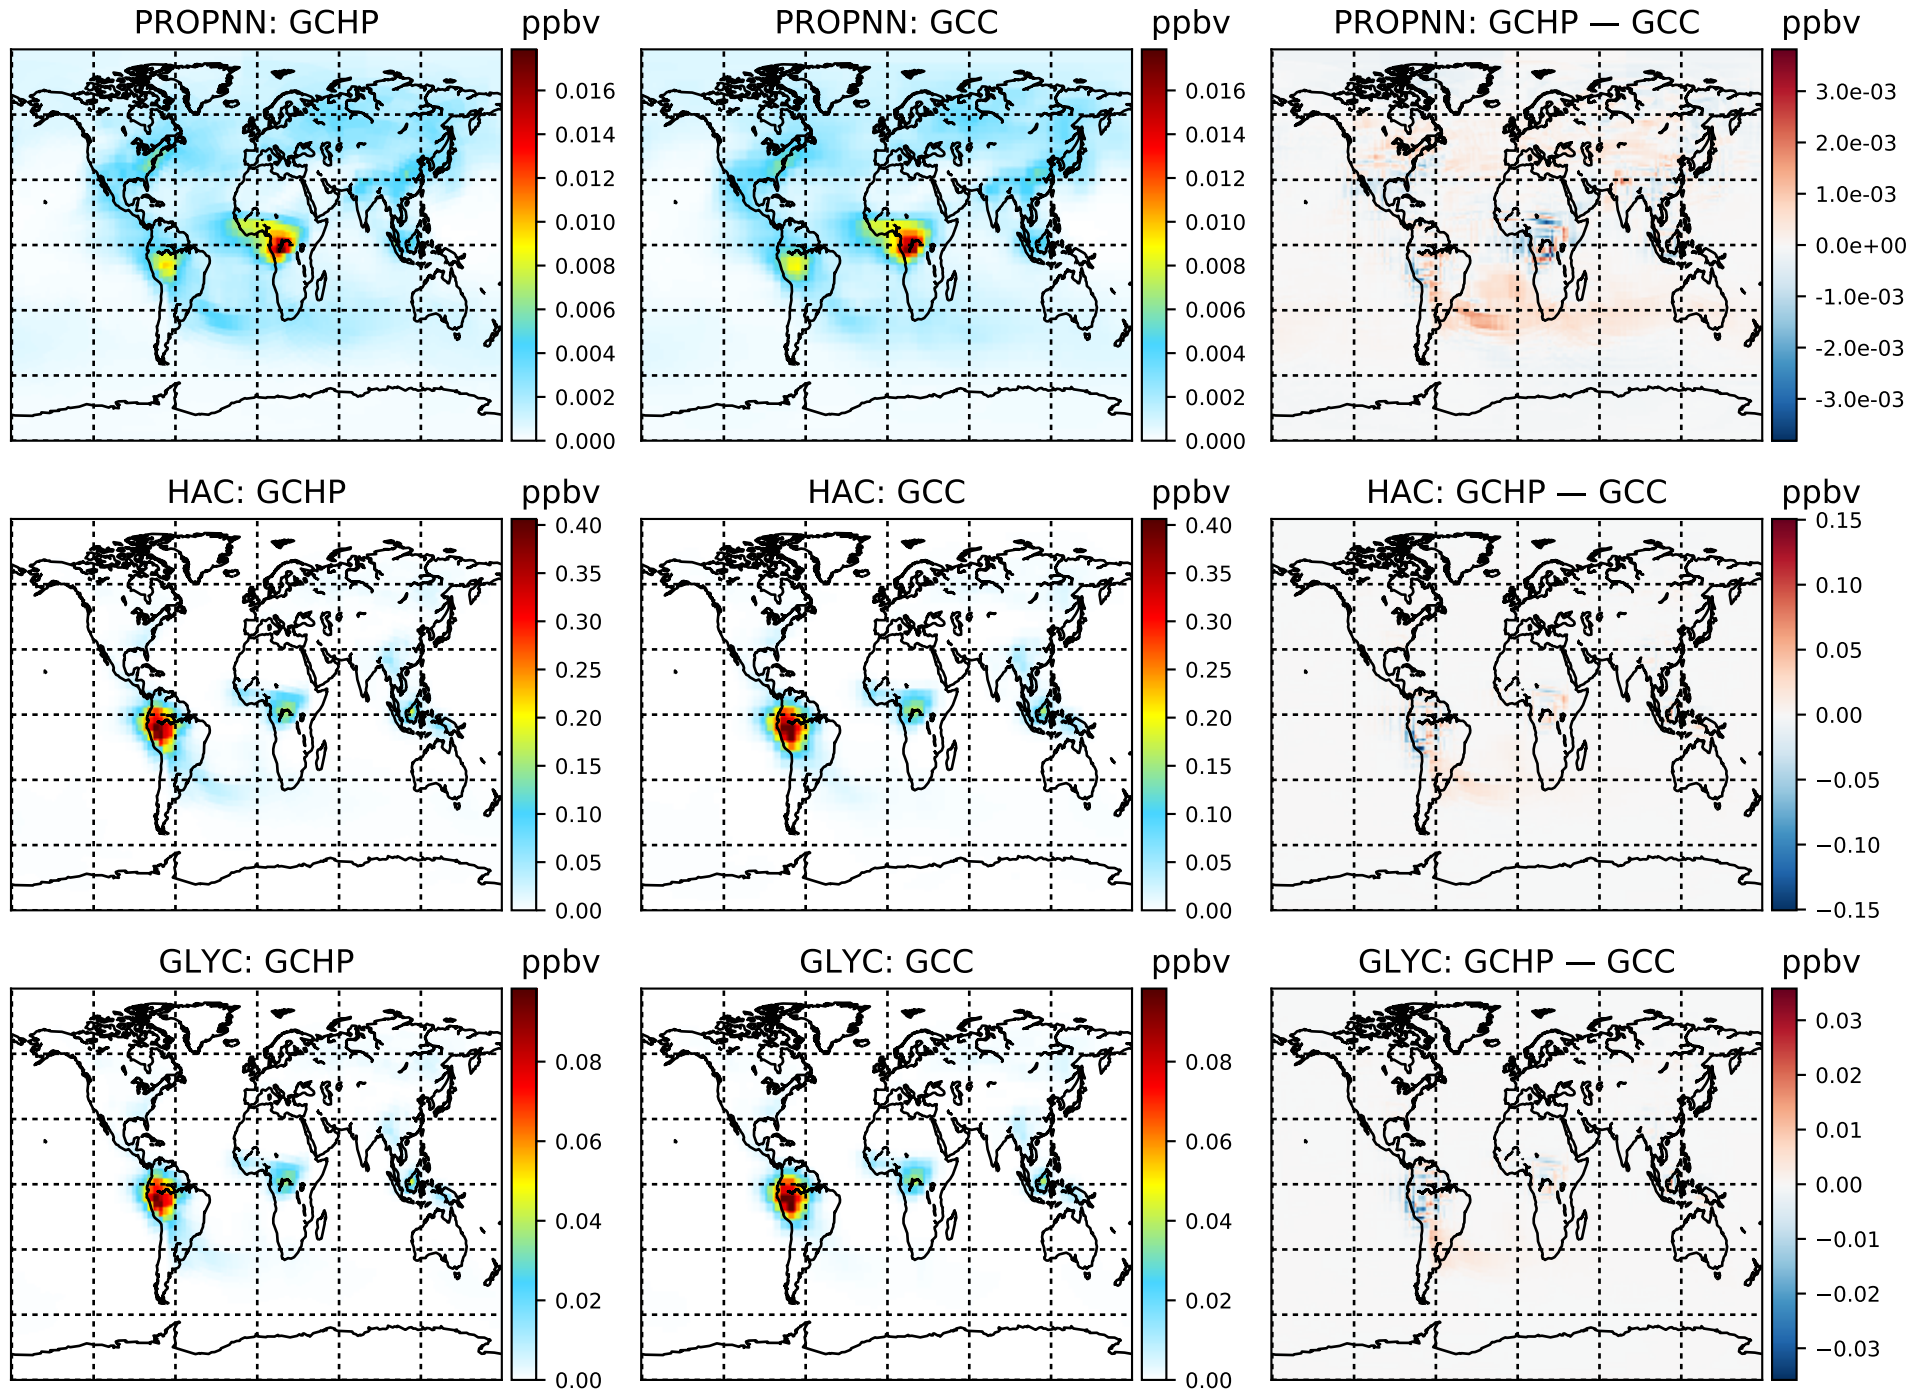 PROPNN: GCHP
ppbv
PROPNN: GCC
ppbv
PROPNN: GCHP — GCC
ppbv
0.016
0.014
0.012
0.010
0.008
0.006
0.004
0.002
0.000
0.016
0.014
0.012
0.010
0.008
0.006
0.004
0.002
0.000
3.0e-03
2.0e-03
1.0e-03
0.0e+00
-1.0e-03
-2.0e-03
-3.0e-03
HAC: GCHP
ppbv
HAC: GCC
ppbv
HAC: GCHP — GCC
ppbv
0.40
0.35
0.30
0.25
0.20
0.15
0.10
0.05
0.00
0.40
0.35
0.30
0.25
0.20
0.15
0.10
0.05
0.00
0.15
0.10
0.05
0.00
−0.05
−0.10
−0.15
GLYC: GCHP
ppbv
GLYC: GCC
ppbv
GLYC: GCHP — GCC
ppbv
0.08
0.06
0.04
0.02
0.00
0.08
0.06
0.04
0.02
0.00
0.03
0.02
0.01
0.00
−0.01
−0.02
−0.03